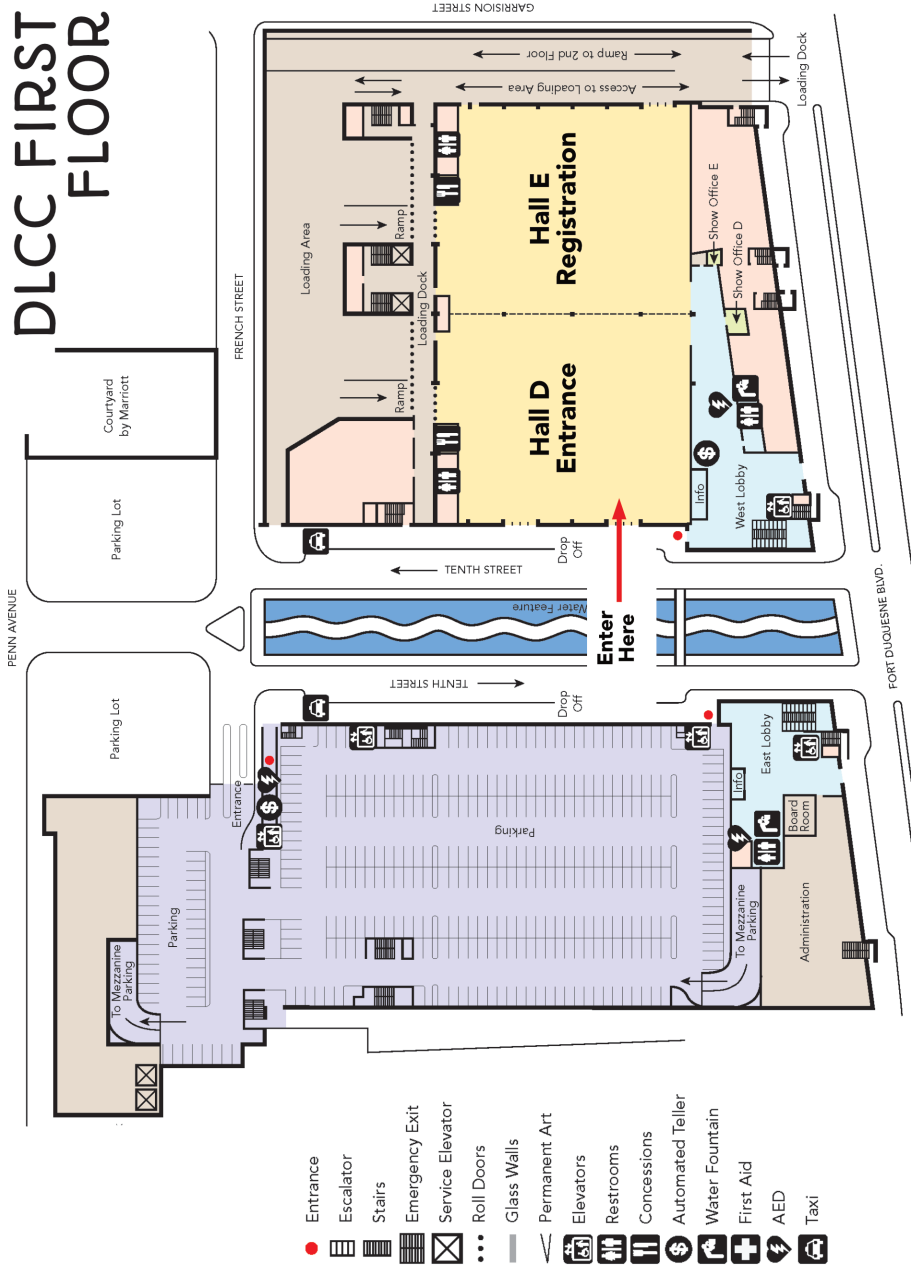 DLCC FIRST
FLOOR
PENN AVENUE
Parking Lot
Parking Lot
Courtyard
by Marriott
FRENCH STREET
GARRISION STREET
Entrance
Parking
To Mezzanine
Parking
Parking
To Mezzanine
Parking
Administration
Board
Room
Info
East Lobby
Drop
Off
TENTH STREET
Water Feature
Enter
Here
TENTH STREET
Drop
Off
Loading Area
Ramp
Ramp
Loading Dock
Hall D
Entrance
Hall E
Registration
Access to Loading Area
Ramp to 2nd Floor
Loading Dock
Info
West Lobby
Show Office D
Show Office E
FORT DUQUESNE BLVD.
Entrance
Escalator
Stairs
Emergency Exit
Service Elevator
Roll Doors
Glass Walls
Permanent Art
Elevators
Restrooms
Concessions
Automated Teller
Water Fountain
First Aid
AED
Taxi